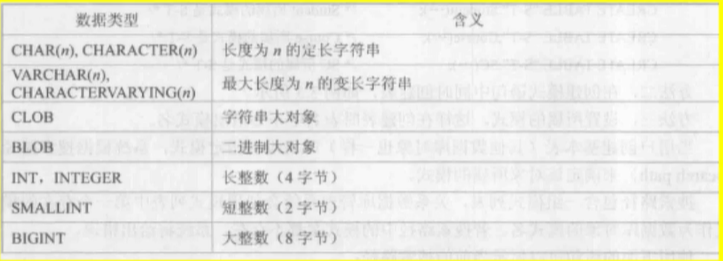 数据类型 含义
CHAR(n), CHARACTER(n) 长度为 n 的定长字符串
VARCHAR(n),
CHARACTERVARYING(n) 最大长度为 n 的变长字符串
CLOB 字符串大对象
BLOB 二进制大对象
INT, INTEGER 长整数（4 字节）
SMALLINT 短整数（2 字节）
BIGINT 大整数（8 字节）